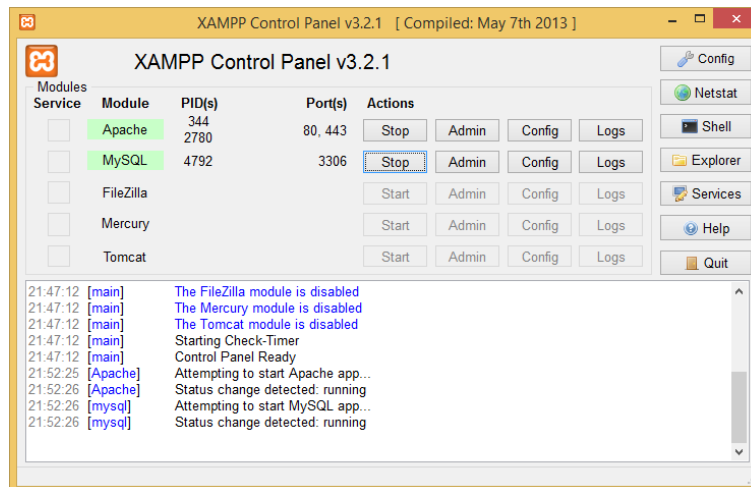 XAMPP Control Panel v3.2.1 [ Compiled: May 7th 2013 ]
XAMPP Control Panel v3.2.1
Modules
Service Module PID(s) Port(s) Actions
Apache 344 2780 80, 443 Stop Admin Config Logs
MySQL 4792 3306 Stop Admin Config Logs
FileZilla Start Admin Config Logs
Mercury Start Admin Config Logs
Tomcat Start Admin Config Logs
Config
Netstat
Shell
Explorer
Services
Help
Quit
21:47:12 [main] The FileZilla module is disabled
21:47:12 [main] The Mercury module is disabled
21:47:12 [main] The Tomcat module is disabled
21:47:12 [main] Starting Check-Timer
21:47:12 [main] Control Panel Ready
21:52:25 [Apache] Attempting to start Apache app...
21:52:26 [Apache] Status change detected: running
21:52:26 [mysql] Attempting to start MySQL app...
21:52:26 [mysql] Status change detected: running